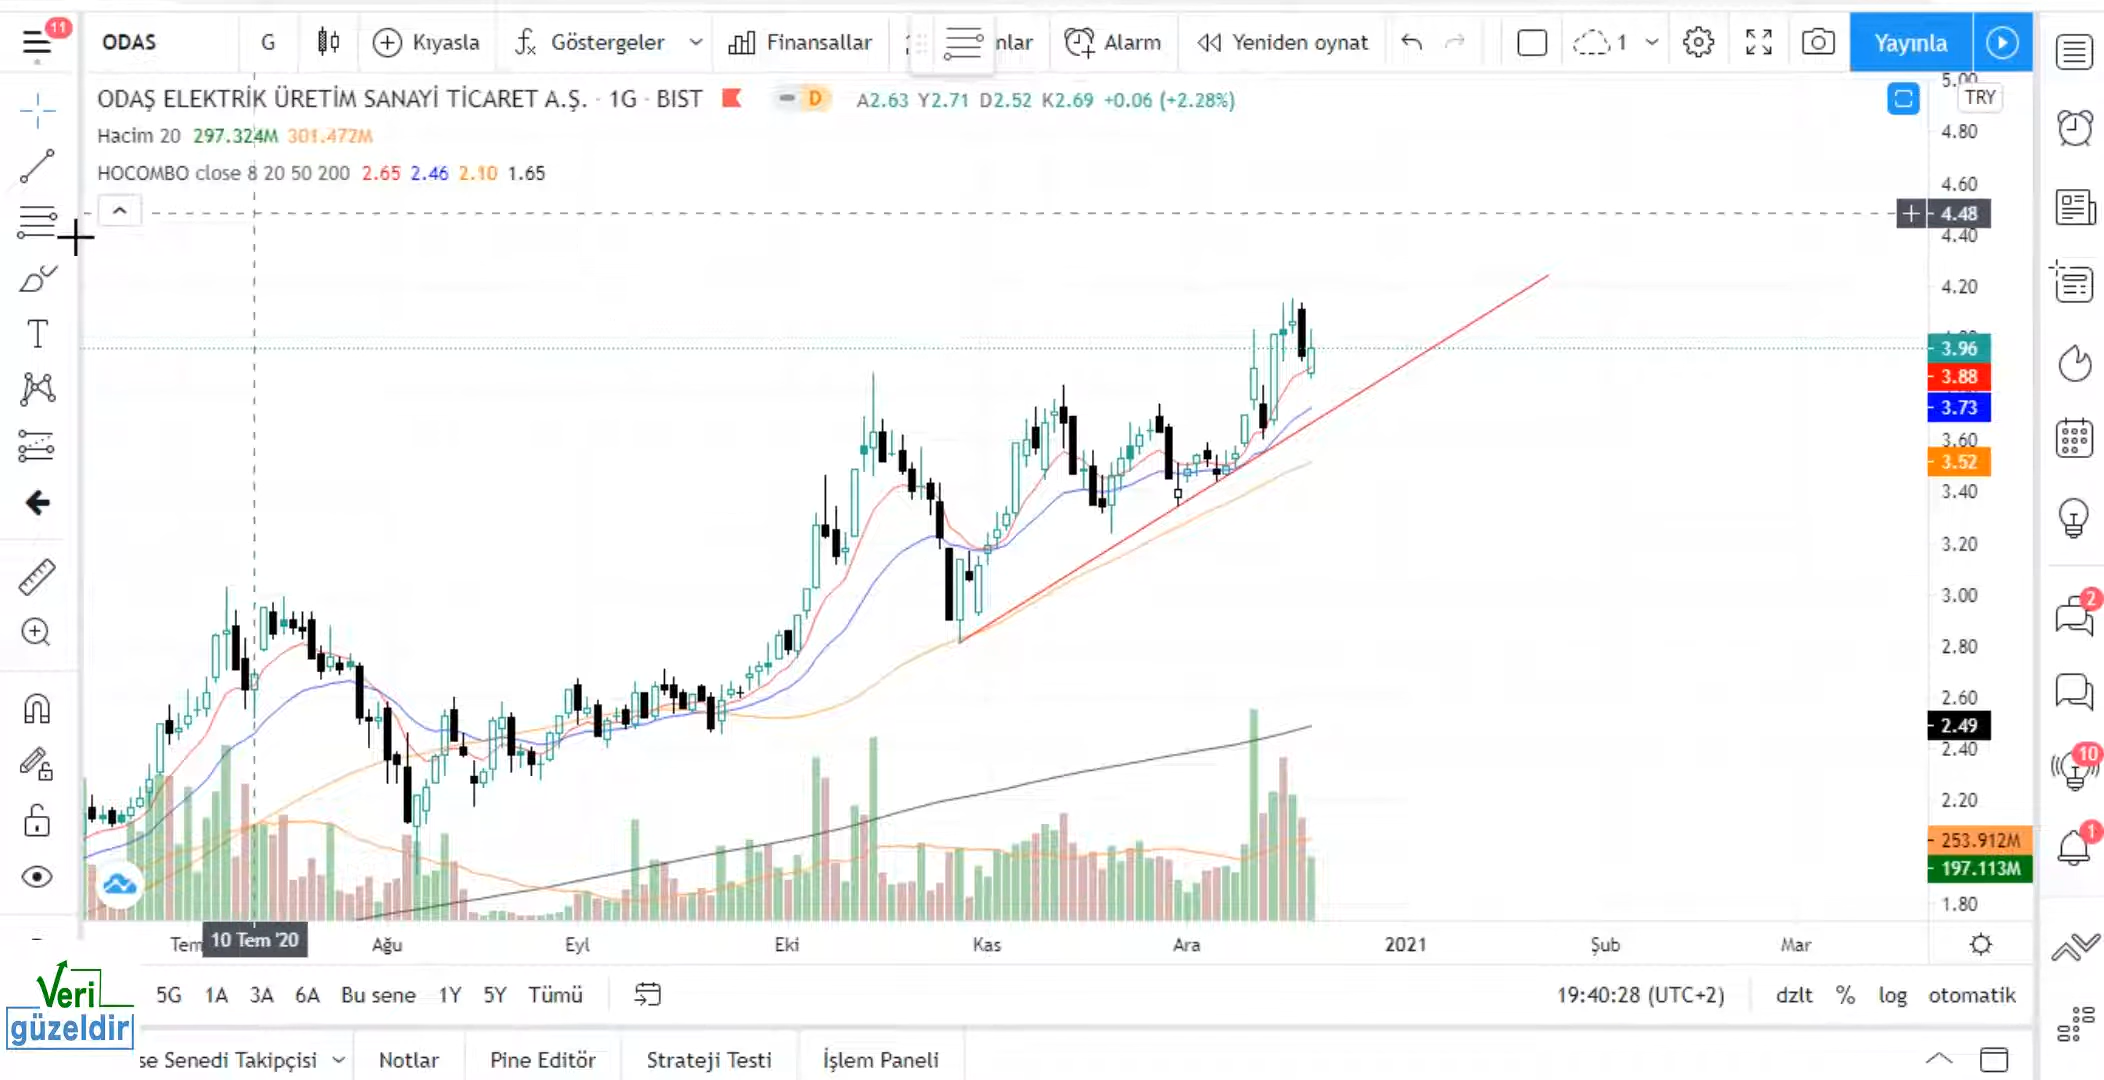 11
ODAS G Kıyasla Göstergeler Finansallar nlar Alarm Yeniden oynat 1 Yayınla
ODAŞ ELEKTRİK ÜRETİM SANAYİ TİCARET A.Ş. · 1G · BIST D A2.63 Y2.71 D2.52 K2.69 +0.06 (+2.28%)
Hacim 20 297.324M 301.472M
HOCOMBO close 8 20 50 200 2.65 2.46 2.10 1.65
5.00
TRY
4.80
4.60
4.48
4.40
4.20
3.96
3.88
3.73
3.60
3.52
3.40
3.20
3.00
2.80
2.60
2.49
2.40
2.20
253.912M
197.113M
1.80
2
10
1
Tem 10 Tem '20 Ağu Eyl Eki Kas Ara 2021 Şub Mar
5G 1A 3A 6A Bu sene 1Y 5Y Tümü 19:40:28 (UTC+2) dzlt % log otomatik
Veri
güzeldir
se Senedi Takipçisi Notlar Pine Editör Strateji Testi İşlem Paneli